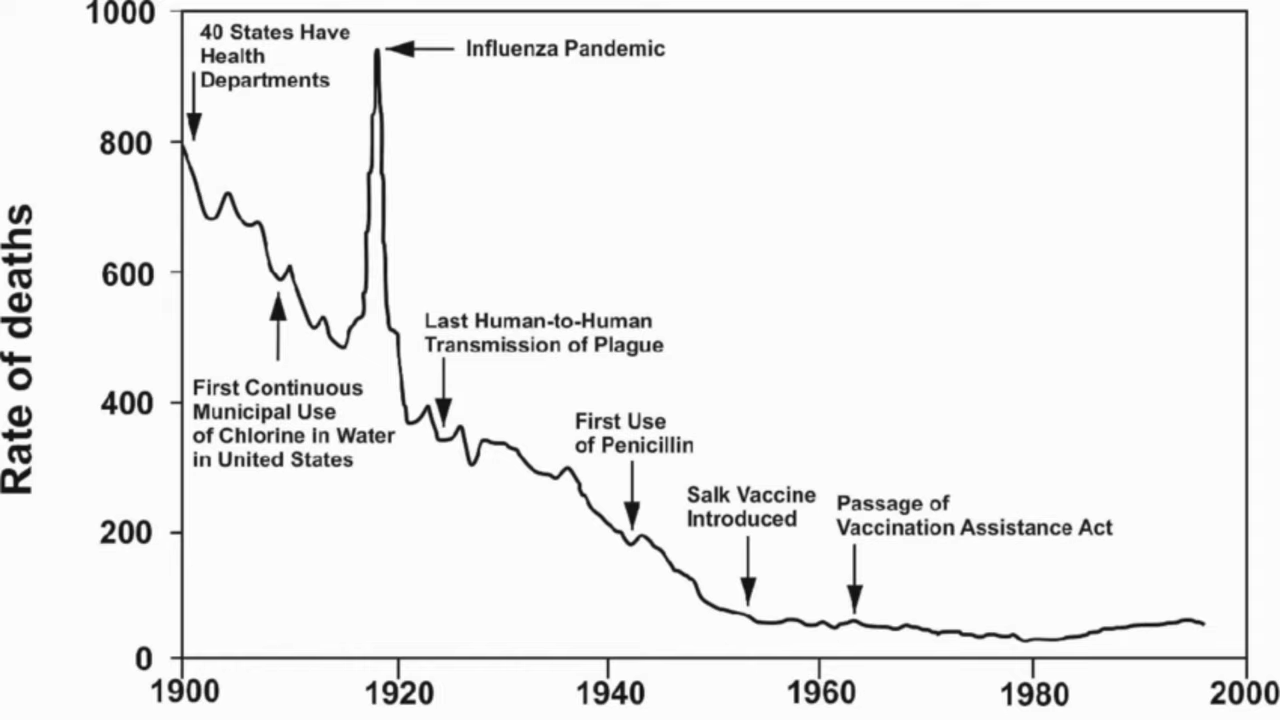 Rate of deaths
1000
800
600
400
200
0
40 States Have
Health
Departments
Influenza Pandemic
First Continuous
Municipal Use
of Chlorine in Water
in United States
Last Human-to-Human
Transmission of Plague
First Use
of Penicillin
Salk Vaccine
Introduced
Passage of
Vaccination Assistance Act
1900 1920 1940 1960 1980 2000